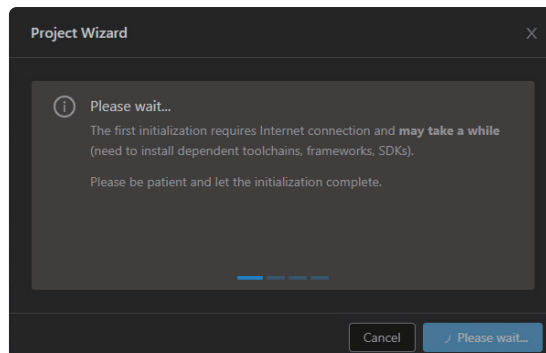 Project Wizard
X
Please wait...
The first initialization requires Internet connection and may take a while
(need to install dependent toolchains, frameworks, SDKs).
Please be patient and let the initialization complete.
Cancel
Please wait...